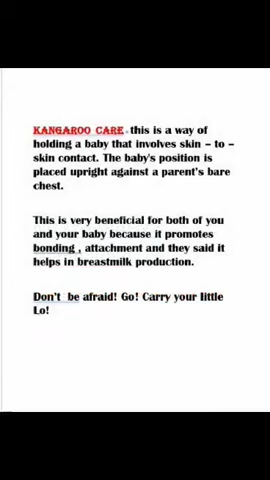 KANGAROO CARE - this is a way of
holding a baby that involves skin – to –
skin contact. The baby's position is
placed upright against a parent's bare
chest.
This is very beneficial for both of you
and your baby because it promotes
bonding , attachment and they said it
helps in breastmilk production.
Don't be afraid! Go! Carry your little
Lo!